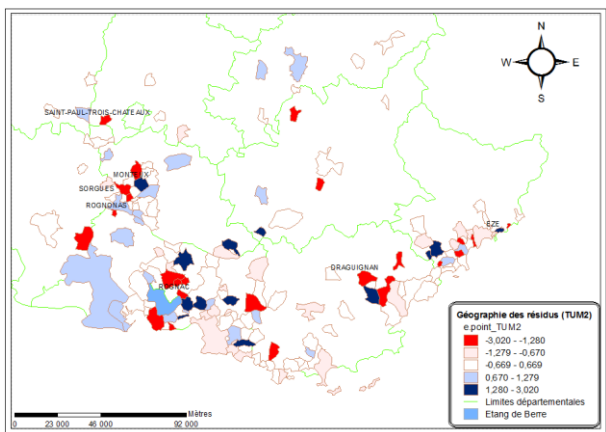 N
W E
S
SAINT-PAUL-TROIS-CHATEAUX
MONTEUX
SORGUES
ROGNONAS
EZE
DRAGUIGNAN
ROGNAC
Géographie des résidus (TUM2)
e.point_TUM2
-3,020 - -1,280
-1,279 - -0,670
-0,669 - 0,669
0,670 - 1,279
1,280 - 3,020
Limites départementales
Etang de Berre
Mètres
0 23 000 46 000 92 000